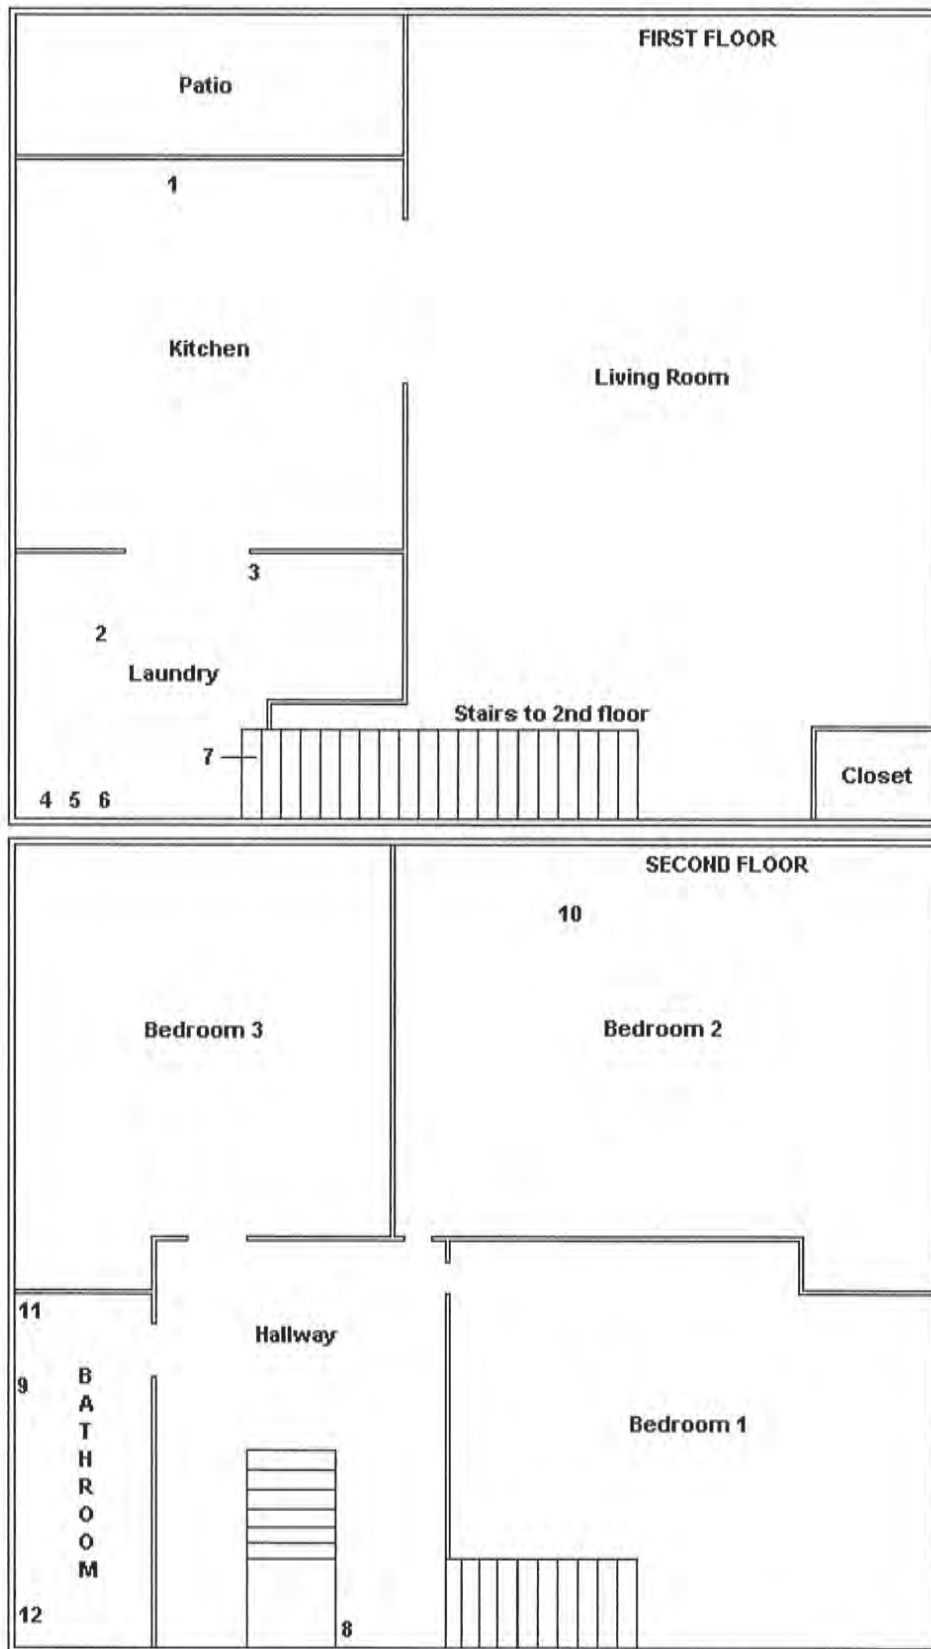 FIRST FLOOR
Patio
1
Kitchen
Living Room
3
2
Laundry
Stairs to 2nd floor
7
Closet
4 5 6
SECOND FLOOR
10
Bedroom 3
Bedroom 2
11
Hallway
9
B
A
T
H
R
O
O
M
Bedroom 1
12
8